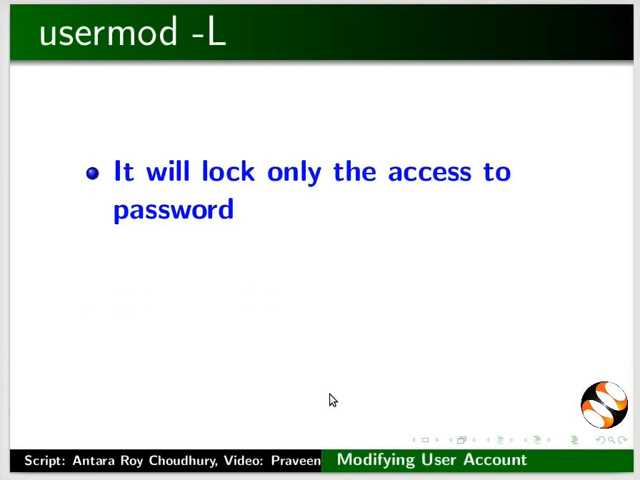 usermod -L
It will lock only the access to
password
Script: Antara Roy Choudhury, Video: Praveen
Modifying User Account